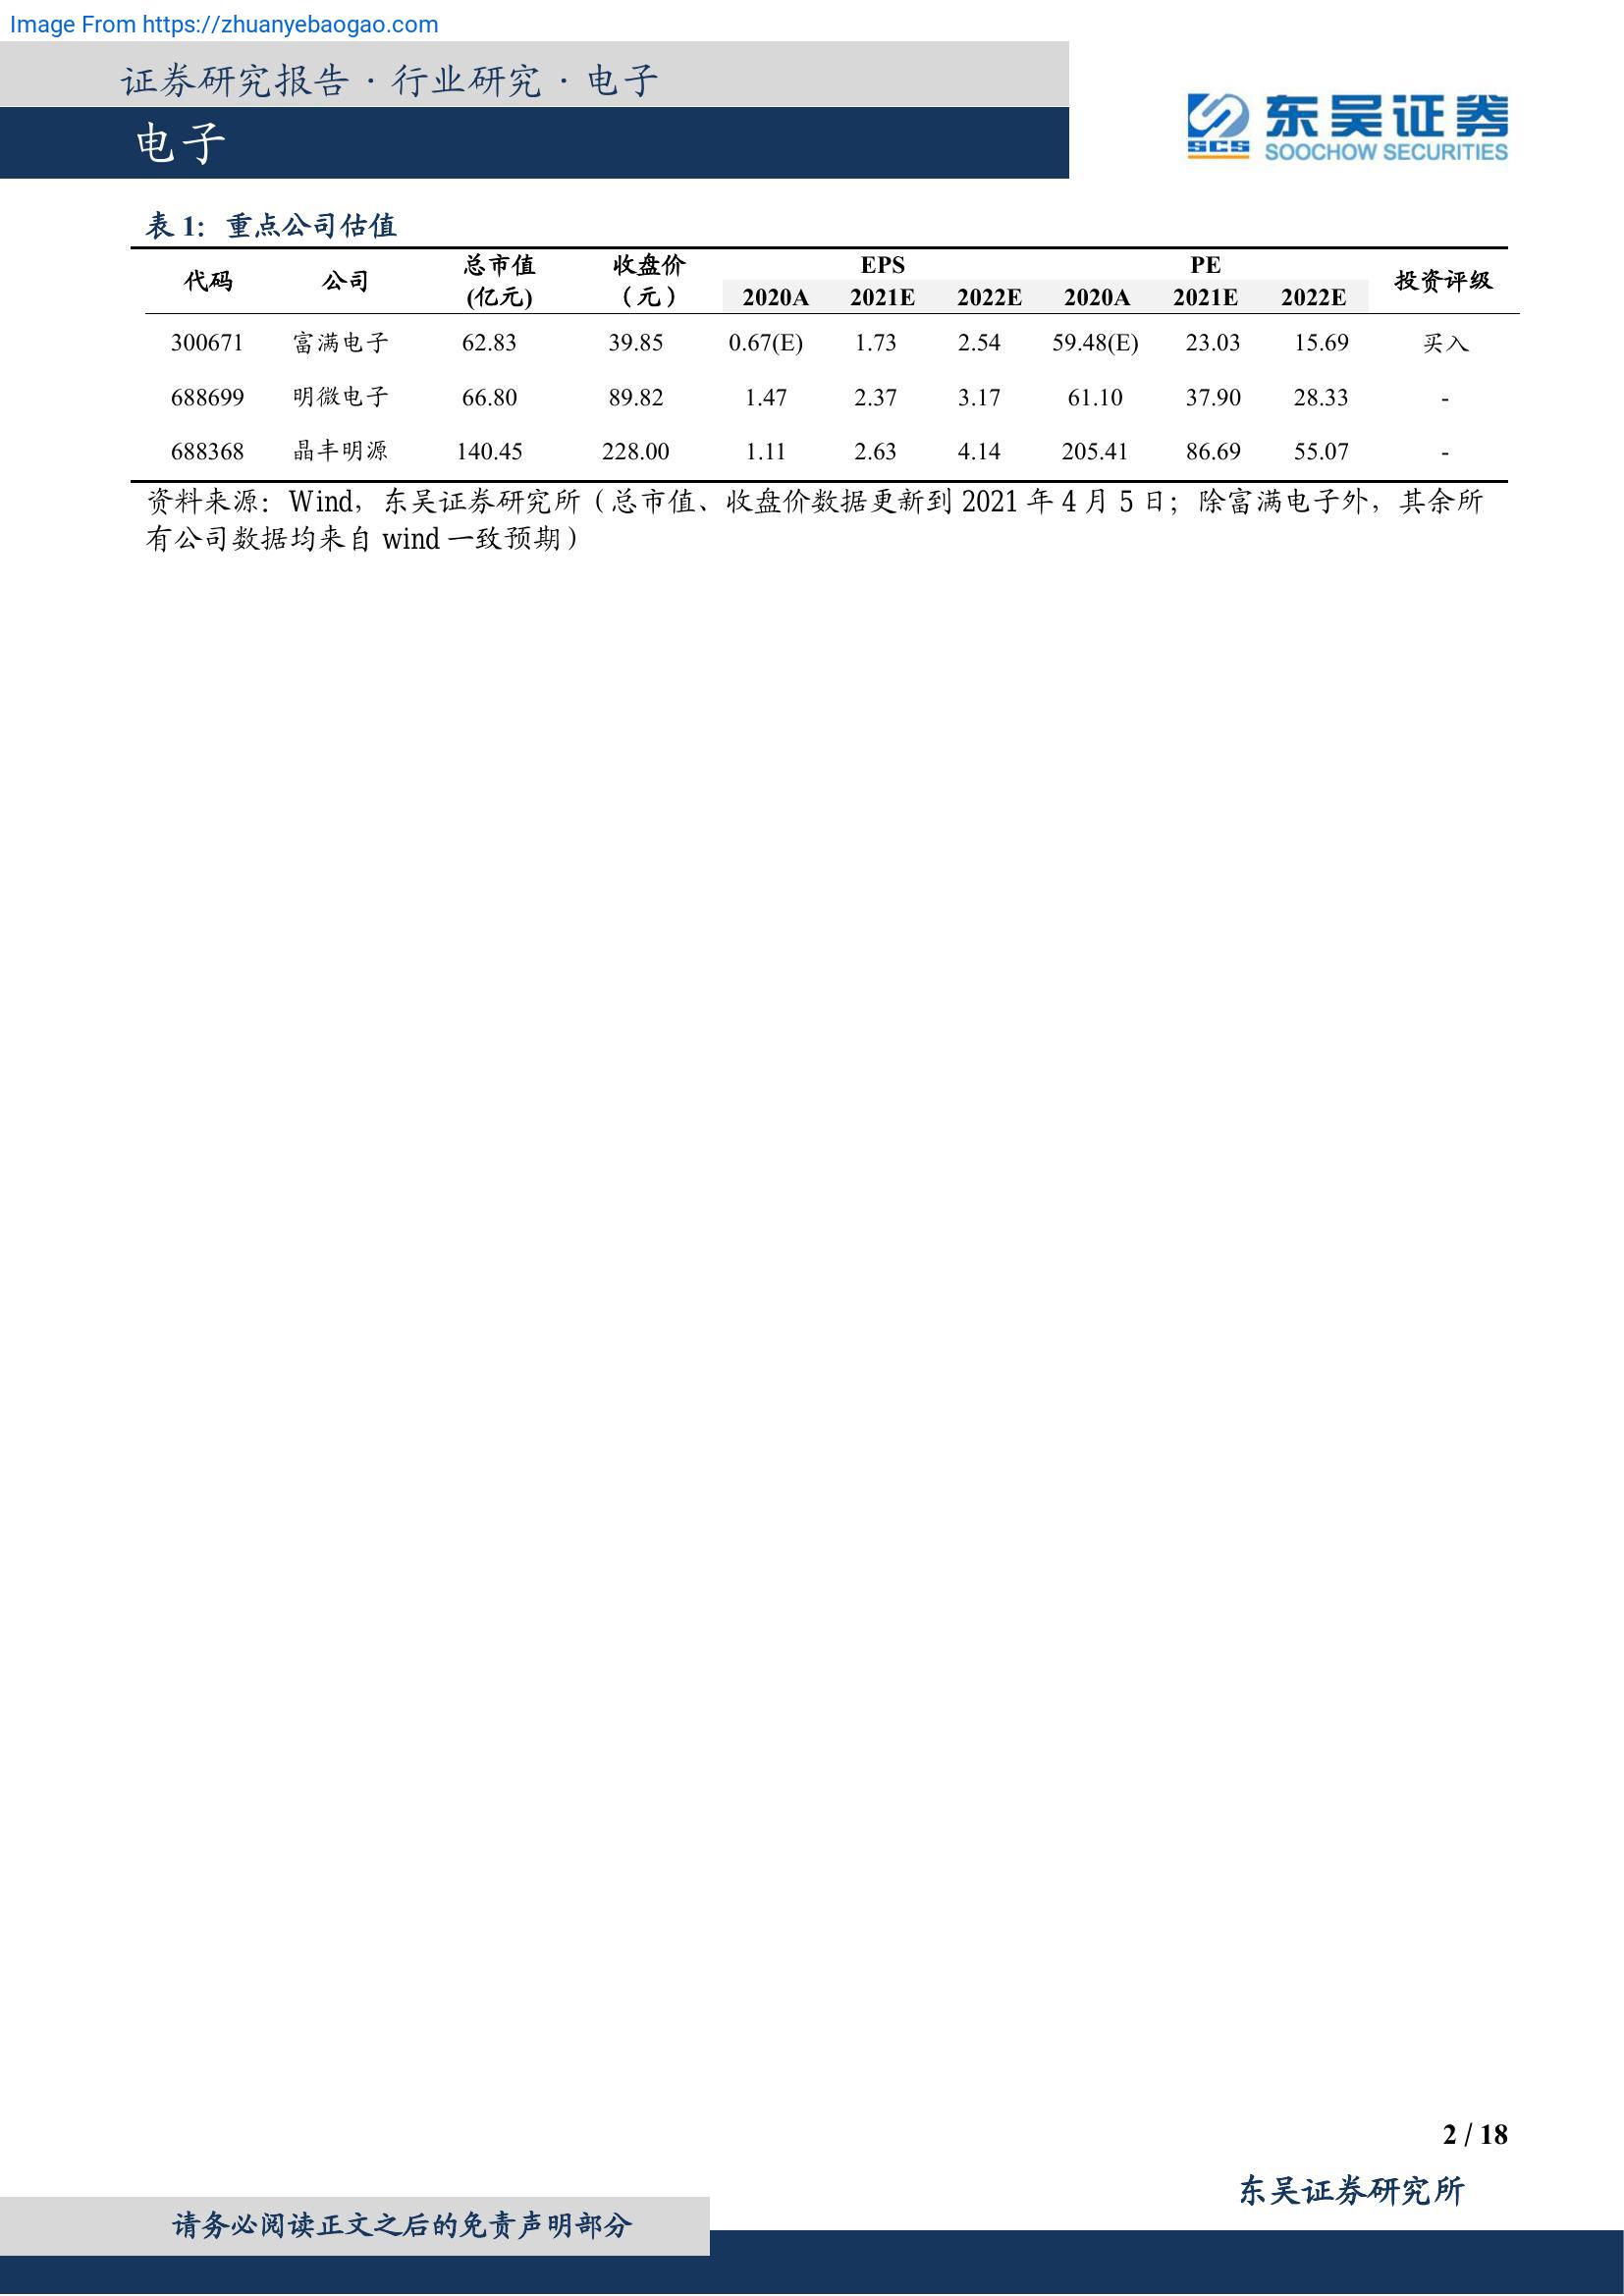 Image From https://zhuanyebaogao.com
证券研究报告·行业研究·电子
电子
SCS
东吴证券
SOOCHOW SECURITIES
表 1：重点公司估值
代码 公司 总市值 (亿元) 收盘价 （元） EPS PE 投资评级
2020A 2021E 2022E 2020A 2021E 2022E
300671 富满电子 62.83 39.85 0.67(E) 1.73 2.54 59.48(E) 23.03 15.69 买入
688699 明微电子 66.80 89.82 1.47 2.37 3.17 61.10 37.90 28.33 -
688368 晶丰明源 140.45 228.00 1.11 2.63 4.14 205.41 86.69 55.07 -
资料来源：Wind，东吴证券研究所（总市值、收盘价数据更新到 2021 年 4 月 5 日；除富满电子外，其余所
有公司数据均来自 wind 一致预期）
2 / 18
东吴证券研究所
请务必阅读正文之后的免责声明部分